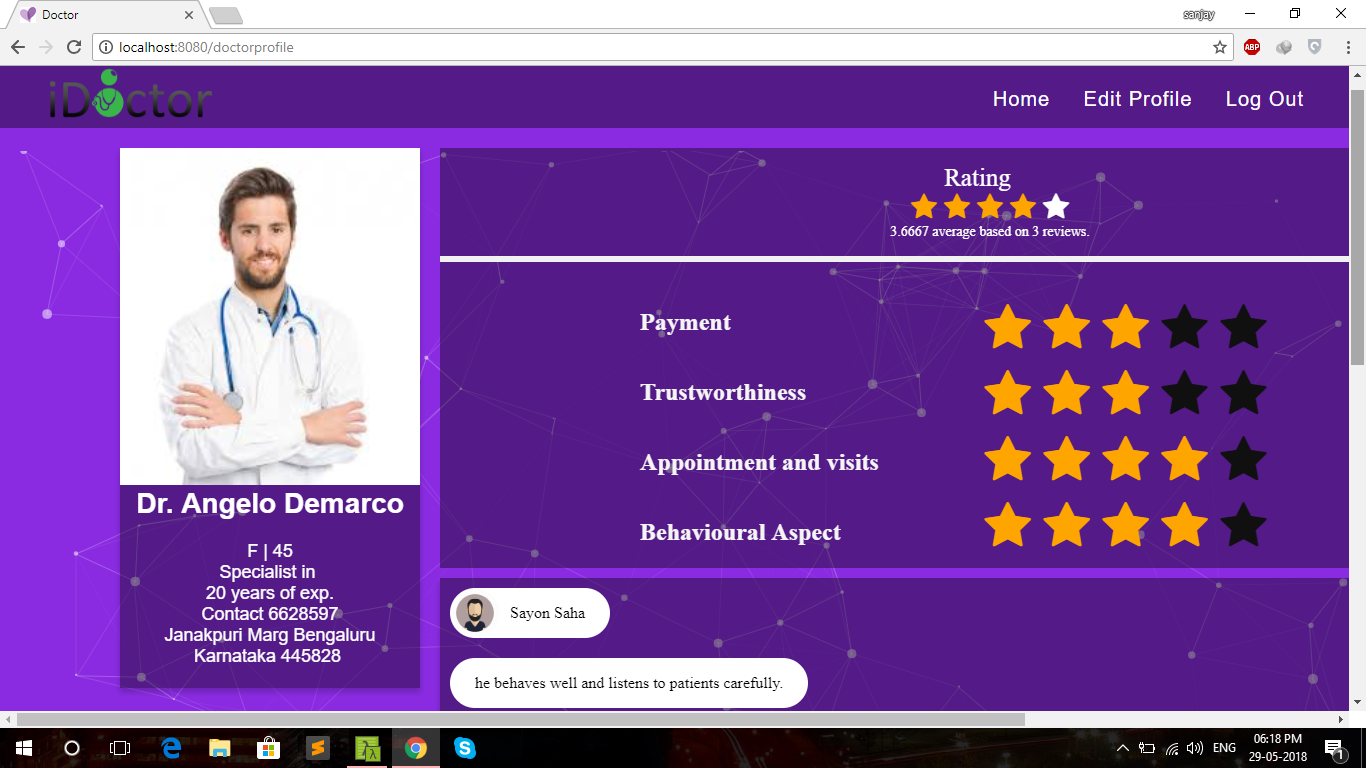 Doctor
sanjay
localhost:8080/doctorprofile
ABP
iDoctor
Home Edit Profile Log Out
Rating
3.6667 average based on 3 reviews.
Payment
Trustworthiness
Appointment and visits
Behavioural Aspect
Dr. Angelo Demarco
F | 45
Specialist in
20 years of exp.
Contact 6628597
Janakpuri Marg Bengaluru
Karnataka 445828
Sayon Saha
he behaves well and listens to patients carefully.
ENG
06:18 PM
29-05-2018
1